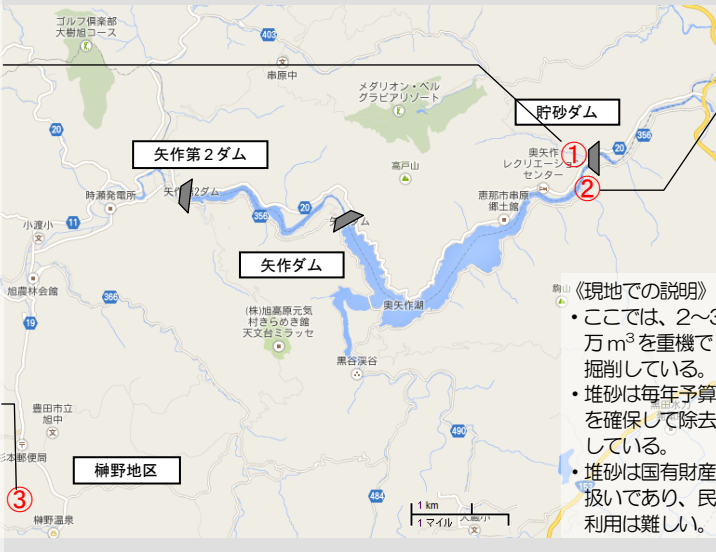 ゴルフ倶楽部
大樹旭コース
403
串原中
メダリオン・ベル
グラビアリゾート
貯砂ダム
356
20
20
矢作第2ダム
高戸山
奥矢作
レクリエーション
センター
①
②
時瀬発電所
恵那市串原
郷土館
356
20
小渡小
11
矢作ダム
旭農林会館
366
奥矢作湖
駒山
19
(株)旭高原元気
村きらめき館
天文台ミラッセ
黒谷渓谷
《現地での説明》
・ここでは、2～3
万m³を重機で
掘削している。
・堆砂は毎年予算
を確保して除去
している。
・堆砂は国有財産
扱いであり、民
利用は難しい。
豊田市立
旭中
490
杉本郵便局
榊野地区
③
484
1 km
1 マイル
榊野温泉